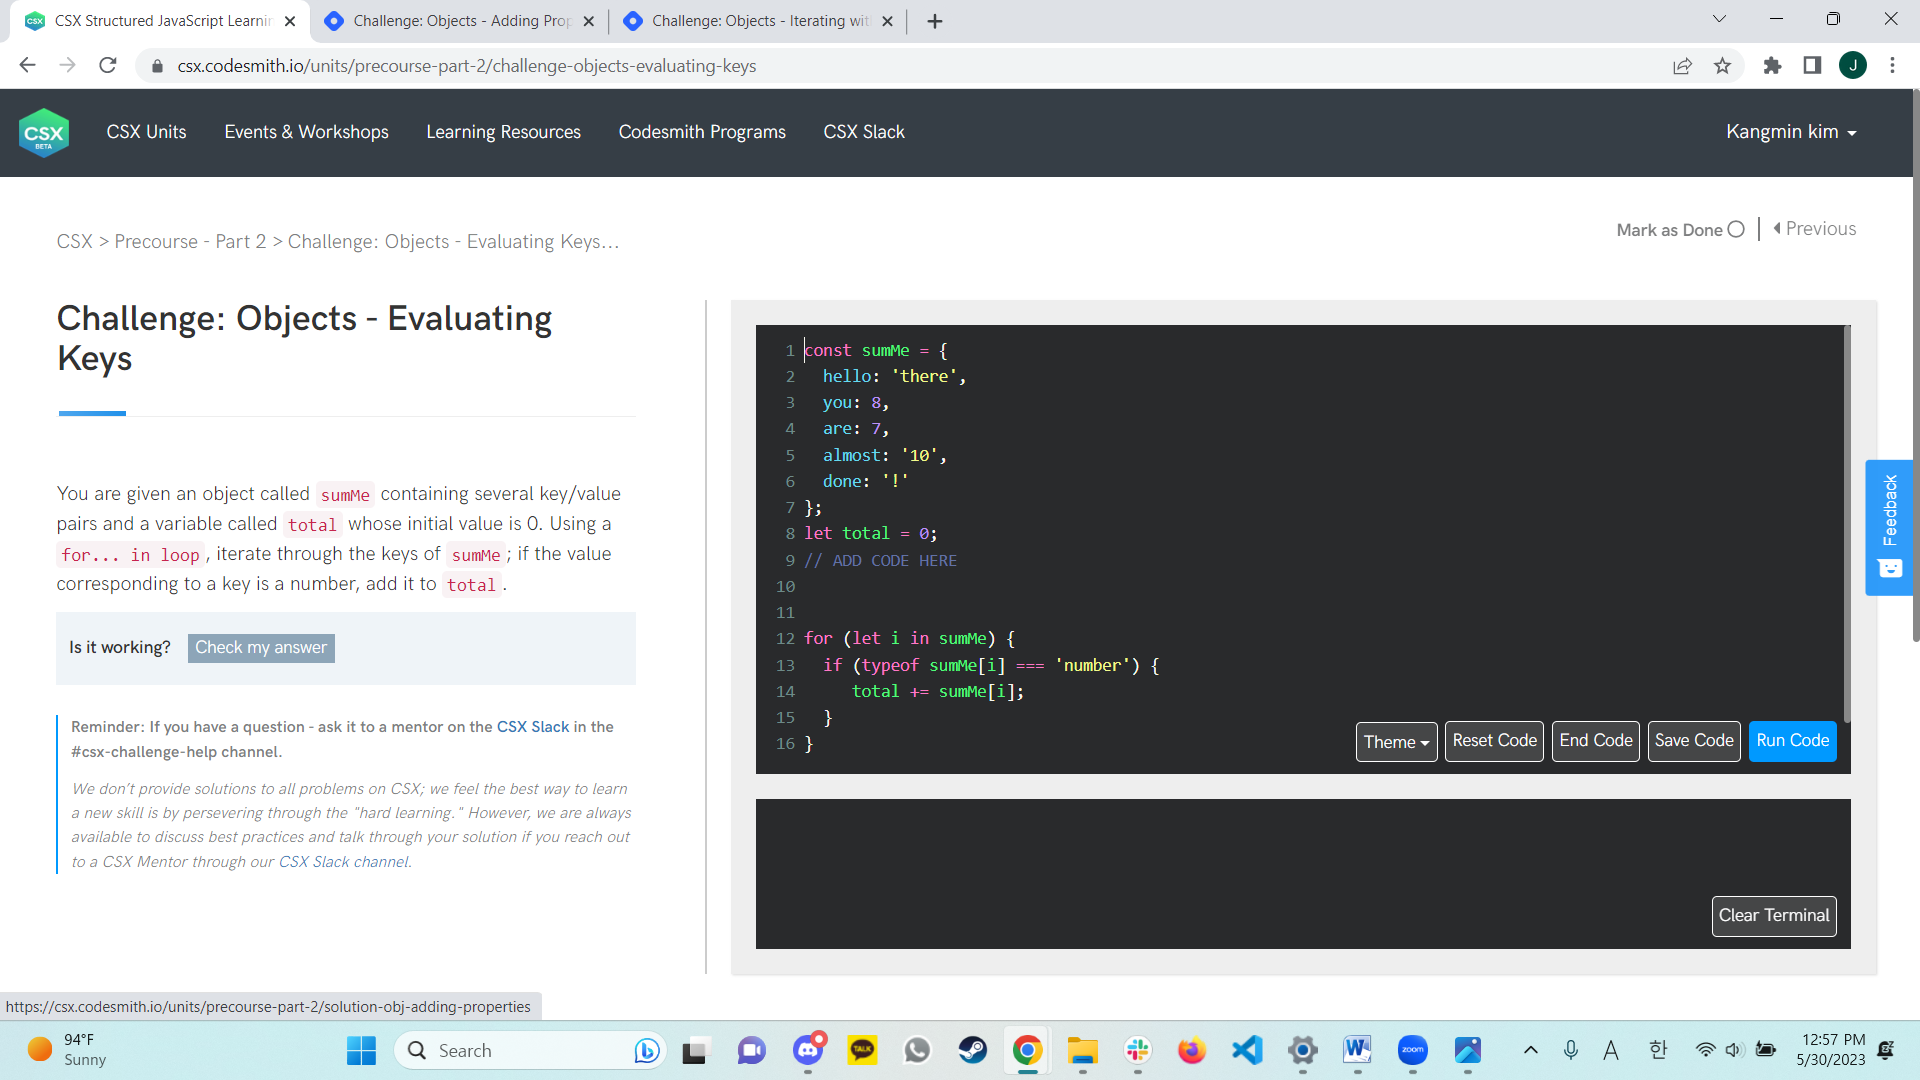 CSX Structured JavaScript Learnin
Challenge: Objects - Adding Prop
Challenge: Objects - Iterating wit
csx.codesmith.io/units/precourse-part-2/challenge-objects-evaluating-keys
J
CSX
BETA
CSX Units
Events & Workshops
Learning Resources
Codesmith Programs
CSX Slack
Kangmin kim
CSX > Precourse - Part 2 > Challenge: Objects - Evaluating Keys...
Mark as Done
Previous
Challenge: Objects - Evaluating
Keys
You are given an object called sumMe containing several key/value
pairs and a variable called total whose initial value is 0. Using a
for... in loop, iterate through the keys of sumMe; if the value
corresponding to a key is a number, add it to total.
Is it working?
Check my answer
Reminder: If you have a question - ask it to a mentor on the CSX Slack in the
#csx-challenge-help channel.
We don't provide solutions to all problems on CSX; we feel the best way to learn
a new skill is by persevering through the "hard learning." However, we are always
available to discuss best practices and talk through your solution if you reach out
to a CSX Mentor through our CSX Slack channel.
1 const sumMe = {
2 hello: 'there',
3 you: 8,
4 are: 7,
5 almost: '10',
6 done: '!'
7 };
8 let total = 0;
9 // ADD CODE HERE
10
11
12 for (let i in sumMe) {
13 if (typeof sumMe[i] === 'number') {
14 total += sumMe[i];
15 }
16 }
Theme
Reset Code
End Code
Save Code
Run Code
Clear Terminal
Feedback
https://csx.codesmith.io/units/precourse-part-2/solution-obj-adding-properties
94°F
Sunny
Search
TALK
W
zoom
A
한
12:57 PM
5/30/2023